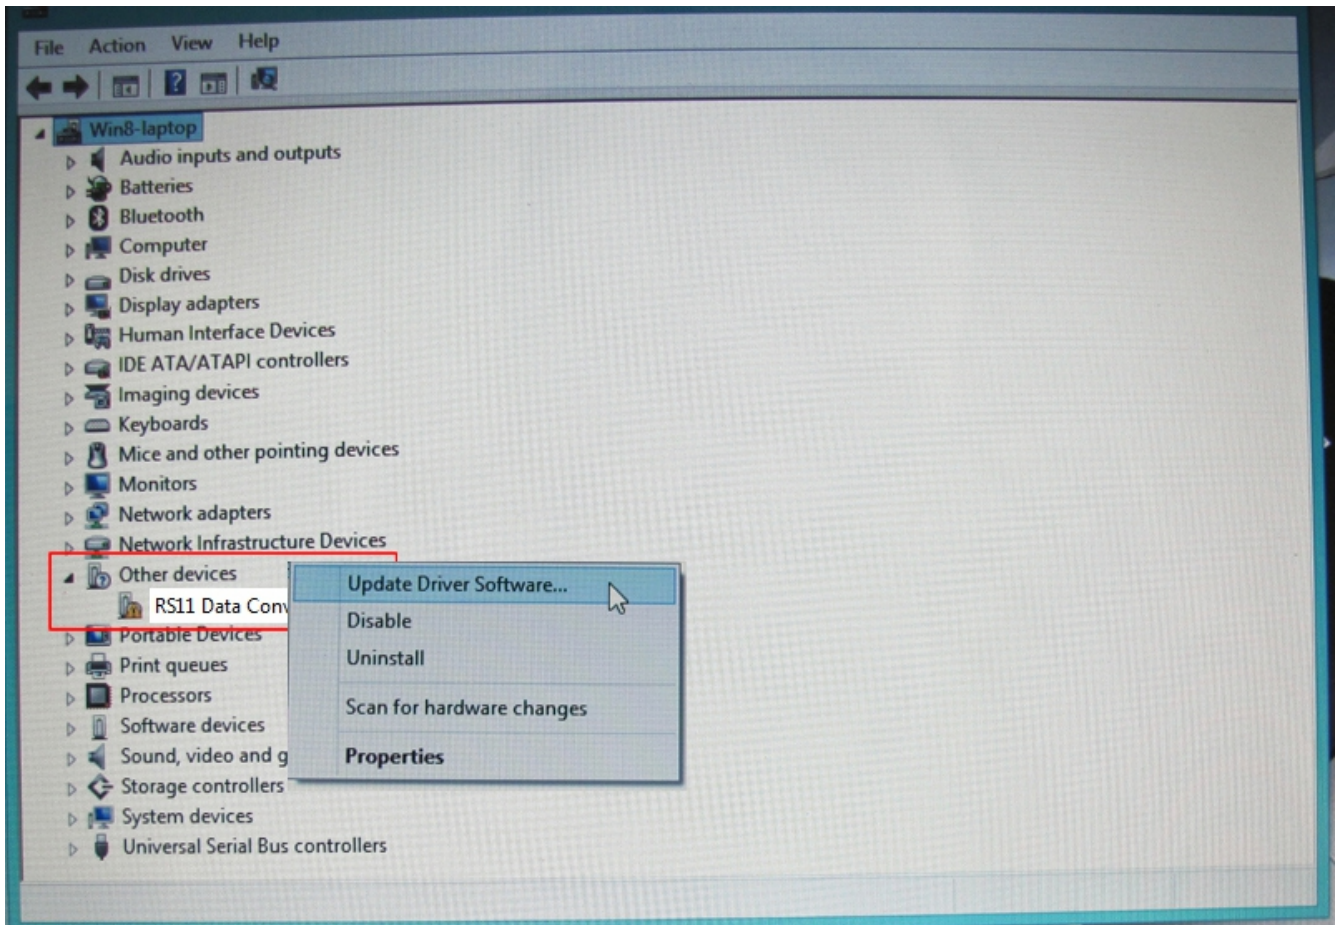 File Action View Help
Win8-laptop
Audio inputs and outputs
Batteries
Bluetooth
Computer
Disk drives
Display adapters
Human Interface Devices
IDE ATA/ATAPI controllers
Imaging devices
Keyboards
Mice and other pointing devices
Monitors
Network adapters
Network Infrastructure Devices
Other devices
RS11 Data Conv
Portable Devices
Print queues
Processors
Software devices
Sound, video and g
Storage controllers
System devices
Universal Serial Bus controllers
Update Driver Software...
Disable
Uninstall
Scan for hardware changes
Properties